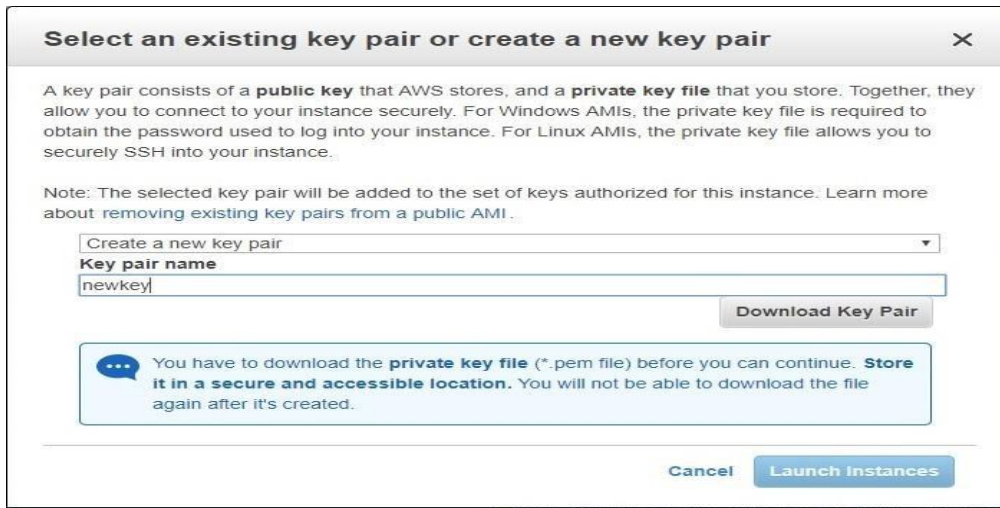 Select an existing key pair or create a new key pair
A key pair consists of a public key that AWS stores, and a private key file that you store. Together, they
allow you to connect to your instance securely. For Windows AMIs, the private key file is required to
obtain the password used to log into your instance. For Linux AMIs, the private key file allows you to
securely SSH into your instance.
Note: The selected key pair will be added to the set of keys authorized for this instance. Learn more
about removing existing key pairs from a public AMI.
Create a new key pair
Key pair name
newkey
Download Key Pair
You have to download the private key file (*.pem file) before you can continue. Store
it in a secure and accessible location. You will not be able to download the file
again after it's created.
Cancel
Launch Instances